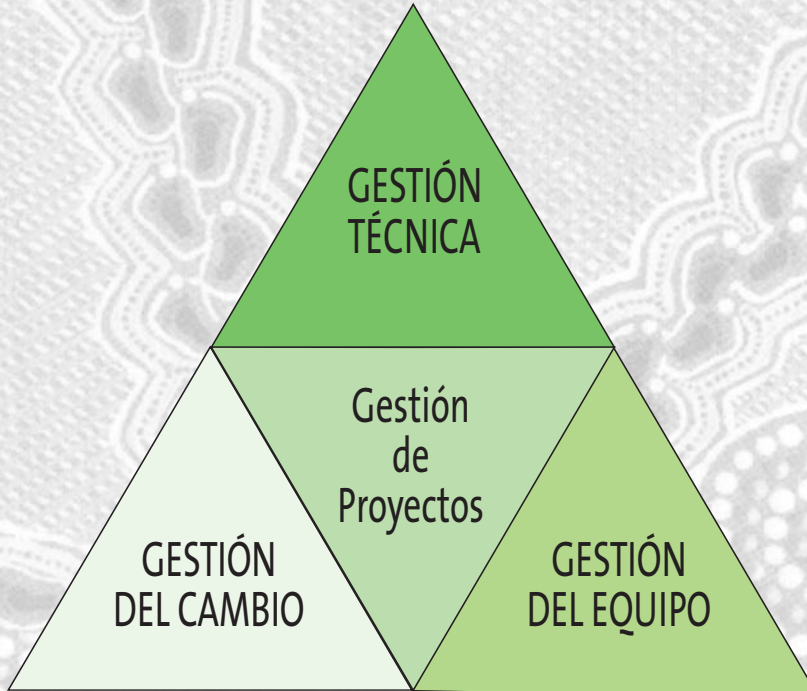 GESTIÓN
TÉCNICA
Gestión
de
Proyectos
GESTIÓN
DEL CAMBIO
GESTIÓN
DEL EQUIPO